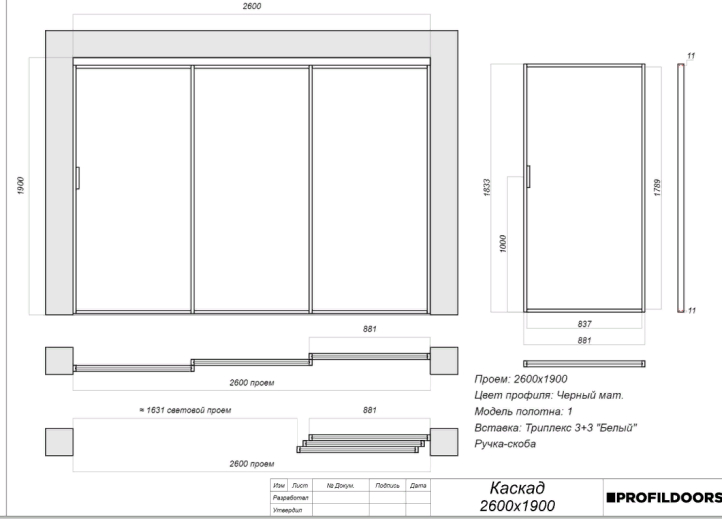 2600
1900
11
1833
1789
1000
837
881
11
881
2600 проем
≈ 1631 световой проем
881
2600 проем
Проем: 2600х1900
Цвет профиля: Черный мат.
Модель полотна: 1
Вставка: Триплекс 3+3 "Белый"
Ручка-скоба
Изм Лист № Докум. Подпись Дата
Разработал
Утвердил
Каскад
2600х1900
PROFILDOORS